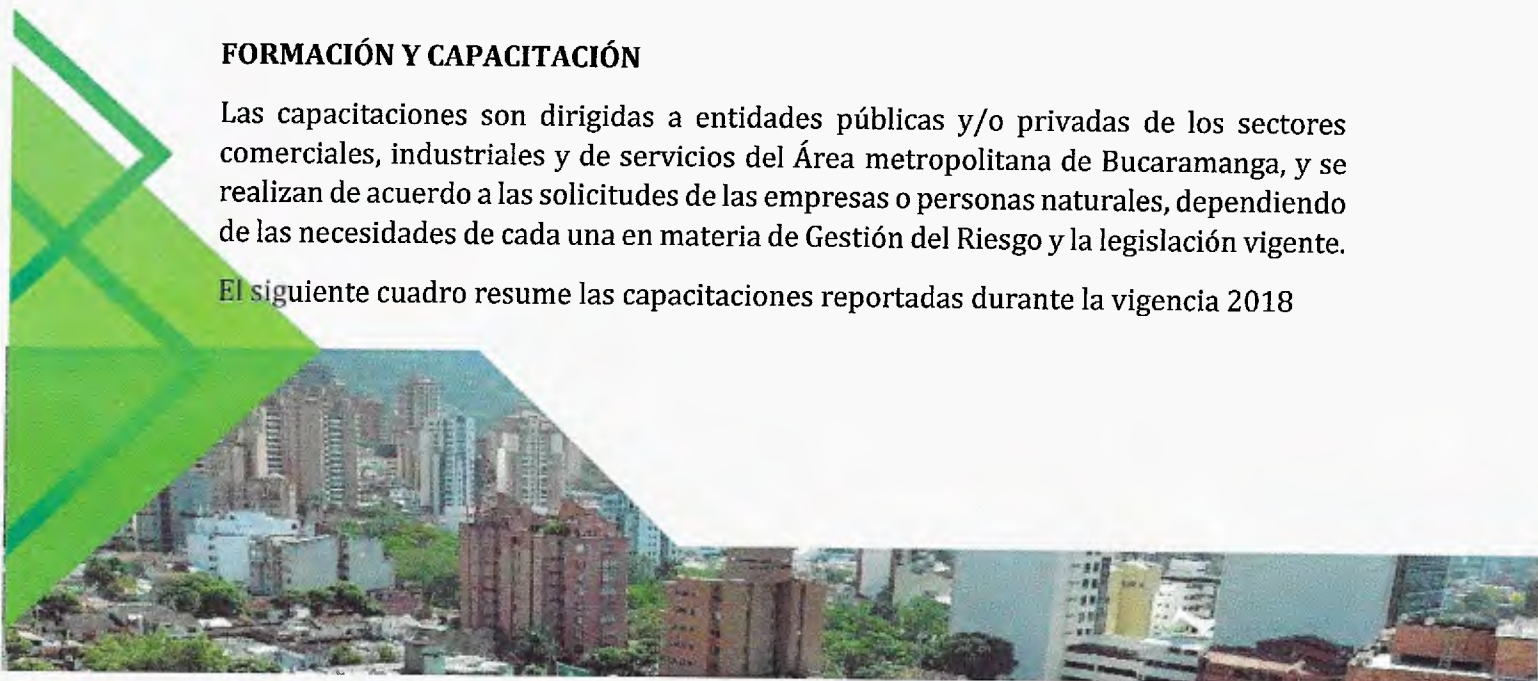 FORMACIÓN Y CAPACITACIÓN
Las capacitaciones son dirigidas a entidades públicas y/o privadas de los sectores
comerciales, industriales y de servicios del Área metropolitana de Bucaramanga, y se
realizan de acuerdo a las solicitudes de las empresas o personas naturales, dependiendo
de las necesidades de cada una en materia de Gestión del Riesgo y la legislación vigente.
El siguiente cuadro resume las capacitaciones reportadas durante la vigencia 2018